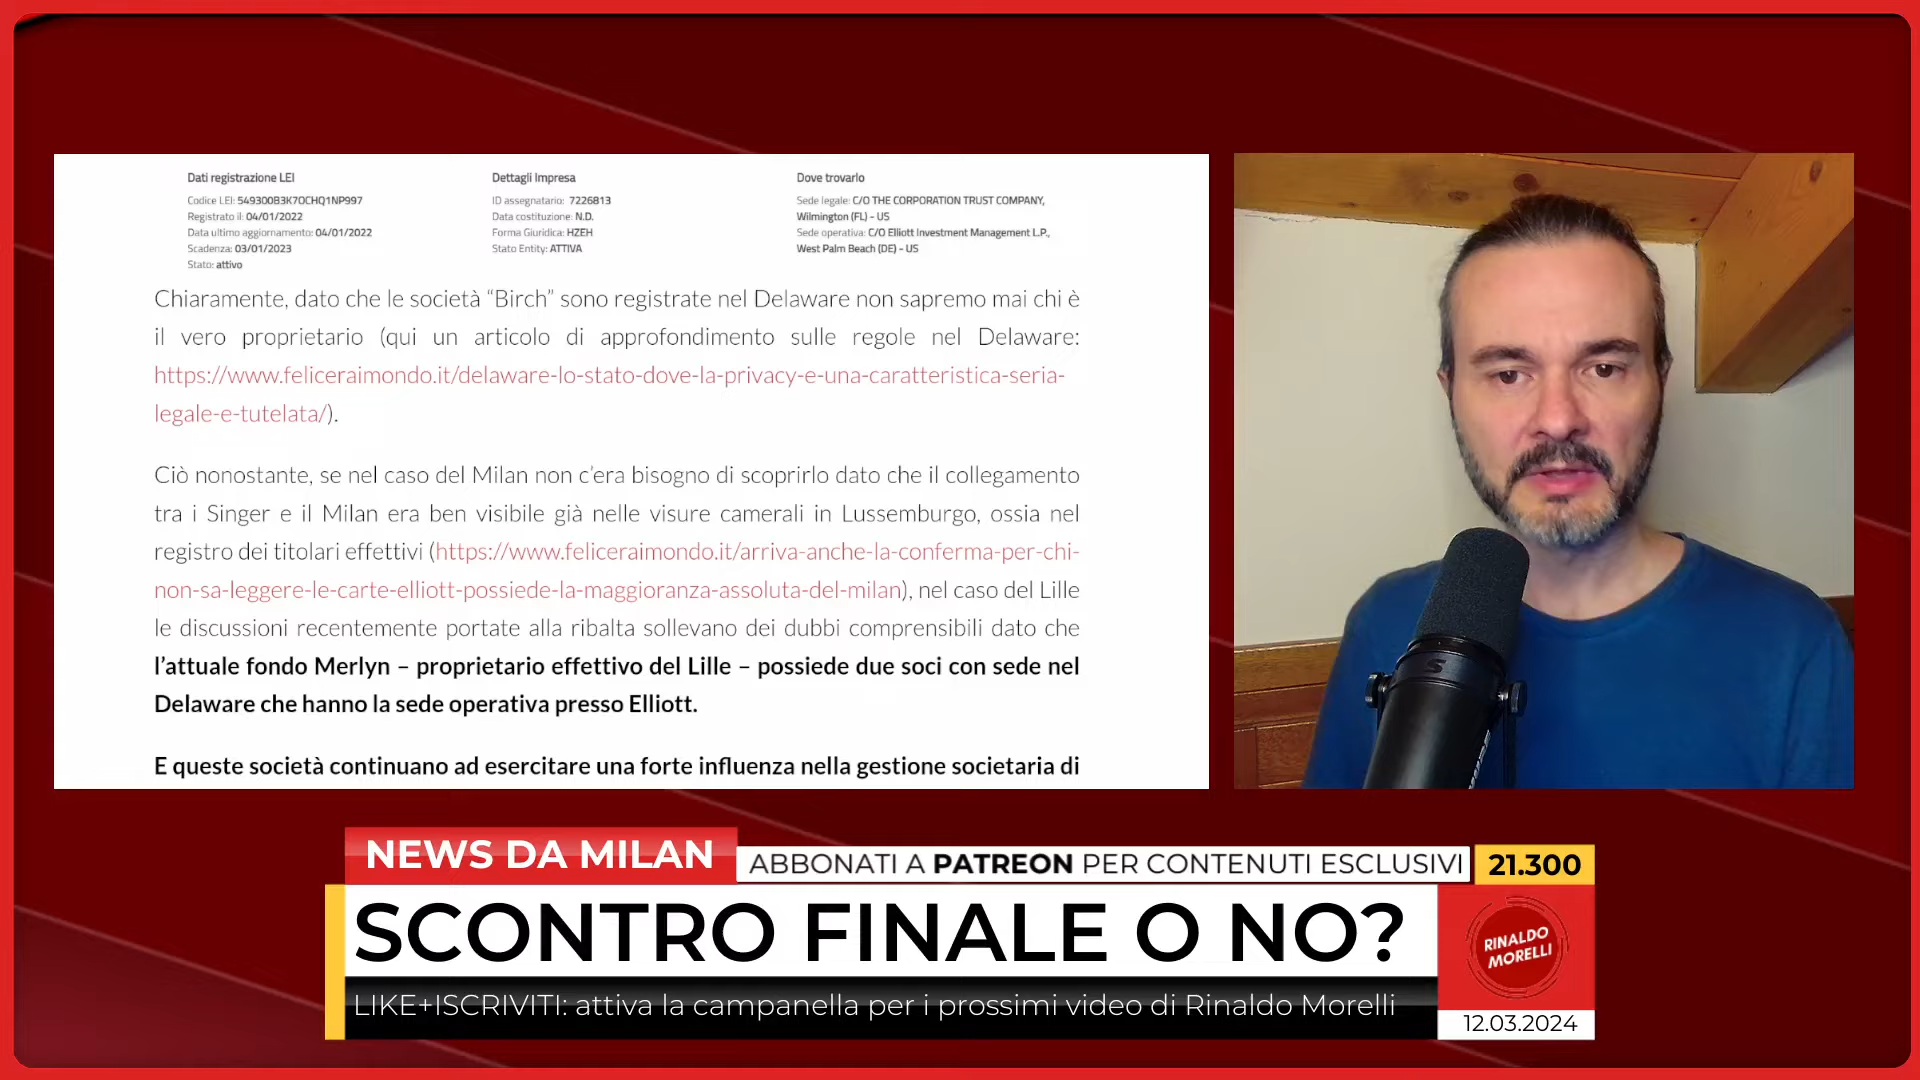 Dati registrazione LEI
Codice LEI: 549300B3K7OCHQ1NP997
Registrato il: 04/01/2022
Data ultimo aggiornamento: 04/01/2022
Scadenza: 03/01/2023
Stato: attivo
Dettagli Impresa
ID assegnatario: 7226813
Data costituzione: N.D.
Forma Giuridica: HZEH
Stato Entity: ATTIVA
Dove trovarlo
Sede legale: C/O THE CORPORATION TRUST COMPANY,
Wilmington (FL) - US
Sede operativa: C/O Elliott Investment Management L.P.,
West Palm Beach (DE) - US
Chiaramente, dato che le società “Birch” sono registrate nel Delaware non sapremo mai chi è
il vero proprietario (qui un articolo di approfondimento sulle regole nel Delaware:
https://www.feliceraimondo.it/delaware-lo-stato-dove-la-privacy-e-una-caratteristica-seria-
legale-e-tutelata/).
Ciò nonostante, se nel caso del Milan non c’era bisogno di scoprirlo dato che il collegamento
tra i Singer e il Milan era ben visibile già nelle visure camerali in Lussemburgo, ossia nel
registro dei titolari effettivi (https://www.feliceraimondo.it/arriva-anche-la-conferma-per-chi-
non-sa-leggere-le-carte-elliott-possiede-la-maggioranza-assoluta-del-milan), nel caso del Lille
le discussioni recentemente portate alla ribalta sollevano dei dubbi comprensibili dato che
l’attuale fondo Merlyn – proprietario effettivo del Lille – possiede due soci con sede nel
Delaware che hanno la sede operativa presso Elliott.
E queste società continuano ad esercitare una forte influenza nella gestione societaria di
NEWS DA MILAN
ABBONATI A PATREON PER CONTENUTI ESCLUSIVI
21.300
SCONTRO FINALE O NO?
RINALDO
MORELLI
LIKE+ISCRIVITI: attiva la campanella per i prossimi video di Rinaldo Morelli
12.03.2024